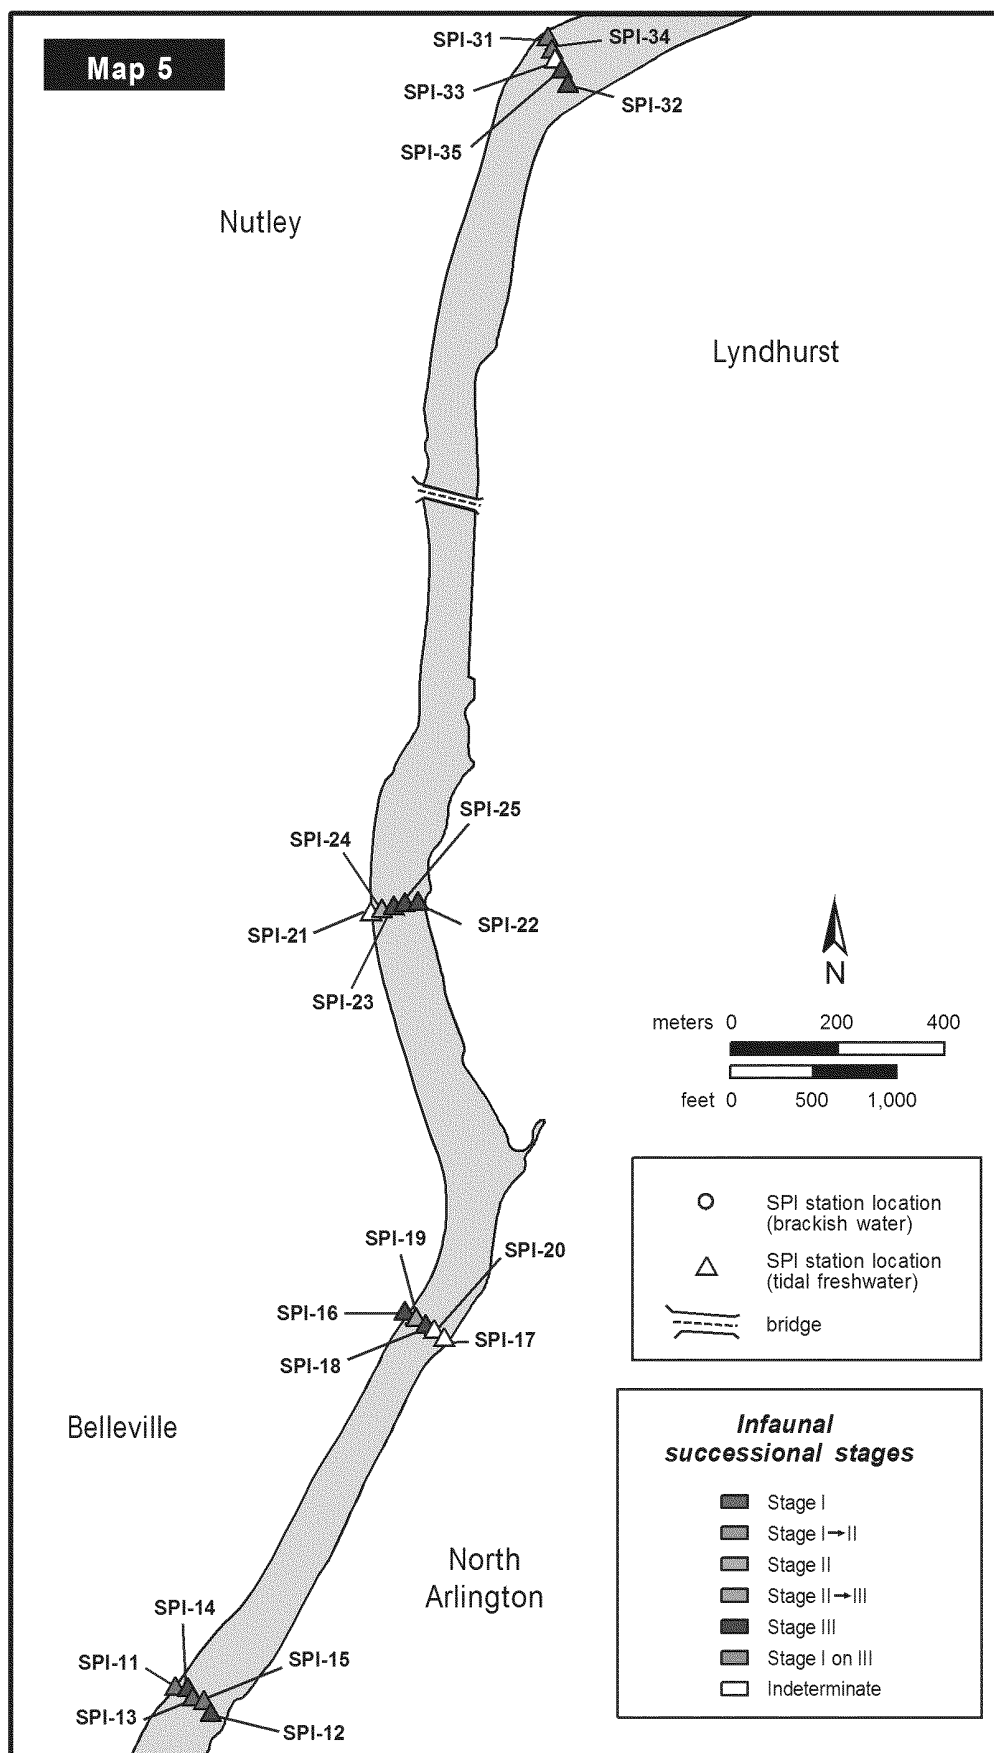 Map 5
SPI-31
SPI-34
SPI-33
SPI-32
SPI-35
Nutley
Lyndhurst
SPI-25
SPI-24
SPI-21
SPI-22
SPI-23
N
meters 0 200 400
feet 0 500 1,000
SPI station location
(brackish water)
SPI station location
(tidal freshwater)
bridge
SPI-19
SPI-20
SPI-16
SPI-17
SPI-18
Belleville
North
Arlington
Infaunal
successional stages
Stage I
Stage I→II
Stage II
Stage II→III
Stage III
Stage I on III
Indeterminate
SPI-14
SPI-11
SPI-15
SPI-13
SPI-12